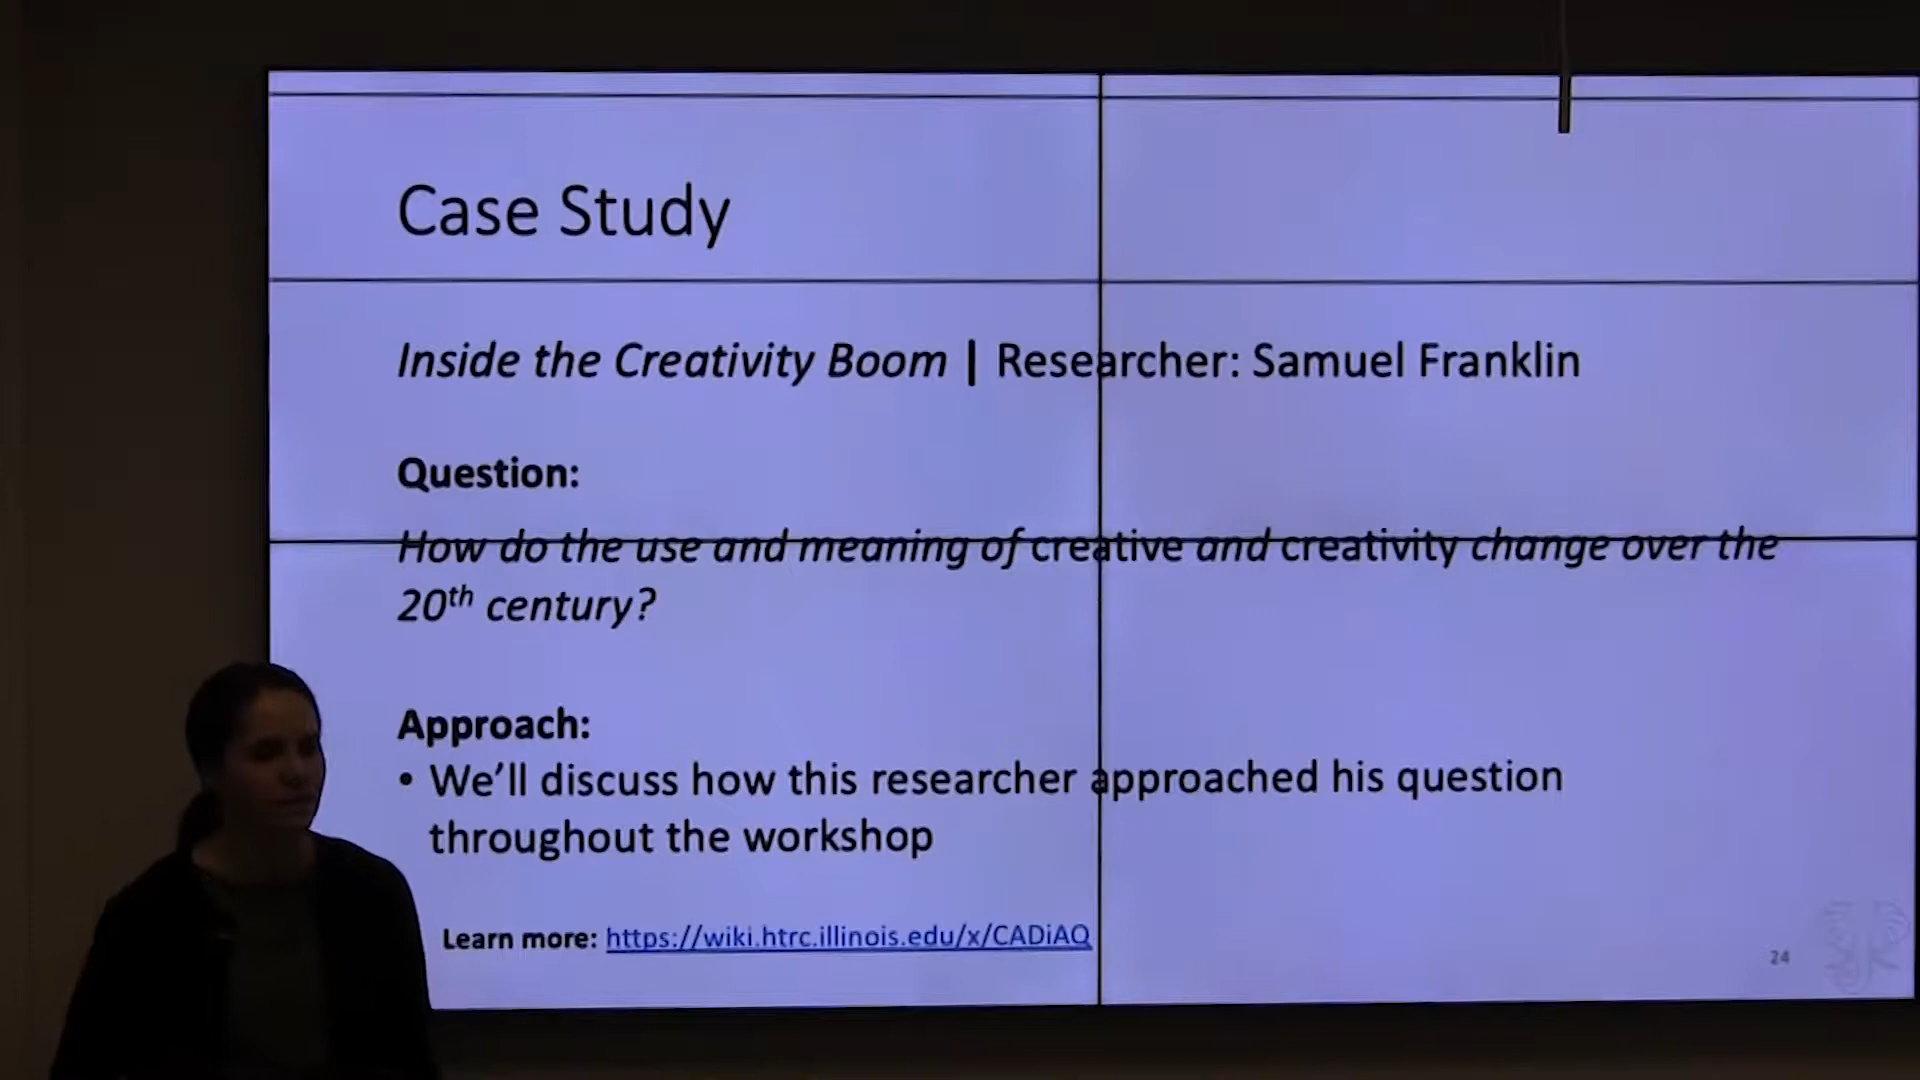 Case Study
Inside the Creativity Boom | Researcher: Samuel Franklin
Question:
How do the use and meaning of creative and creativity change over the
20th century?
Approach:
• We'll discuss how this researcher approached his question
throughout the workshop
Learn more: https://wiki.htrc.illinois.edu/x/CADiAQ
24